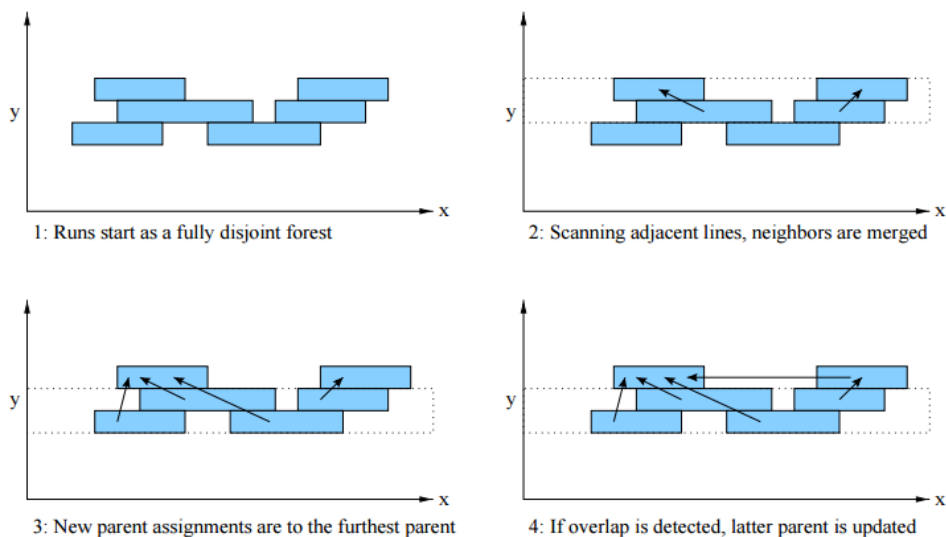 y
x
1: Runs start as a fully disjoint forest
y
x
2: Scanning adjacent lines, neighbors are merged
y
x
3: New parent assignments are to the furthest parent
y
x
4: If overlap is detected, latter parent is updated